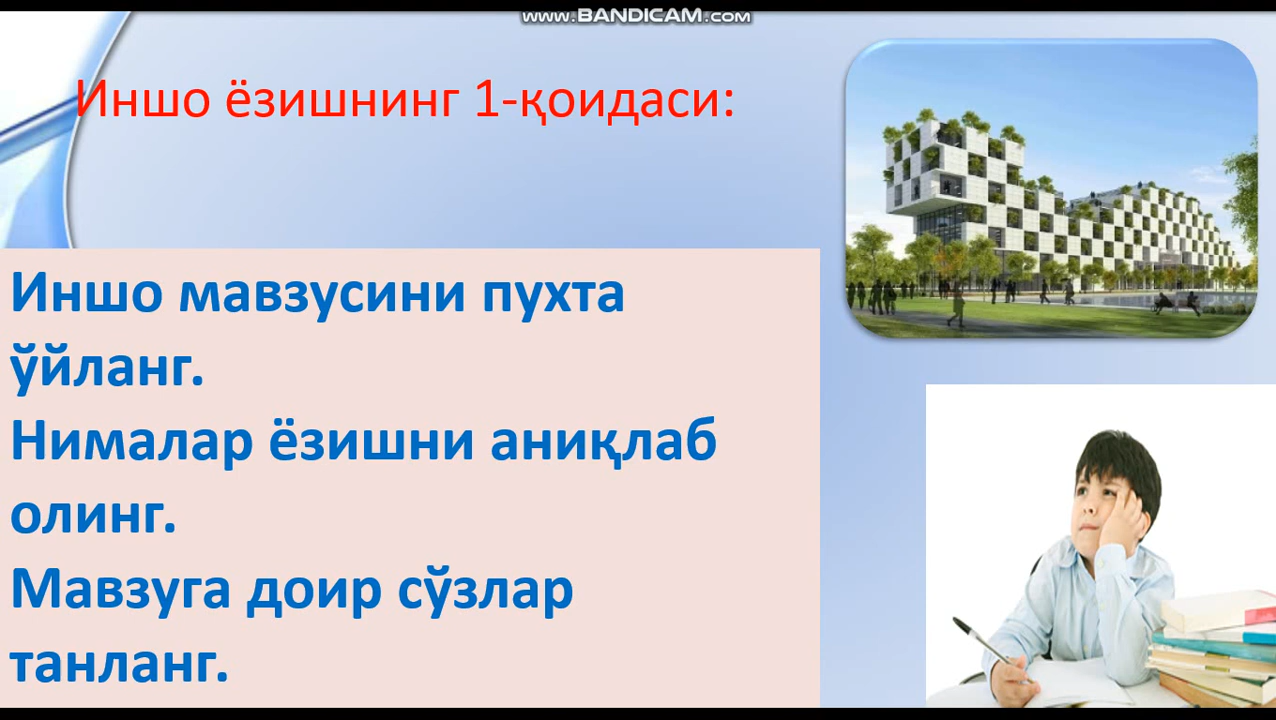 www.BANDICAM.com
Иншо ёзишнинг 1-қоидаси:
Иншо мавзусини пухта
ўйланг.
Нималар ёзишни аниқлаб
олинг.
Мавзуга доир сўзлар
танланг.